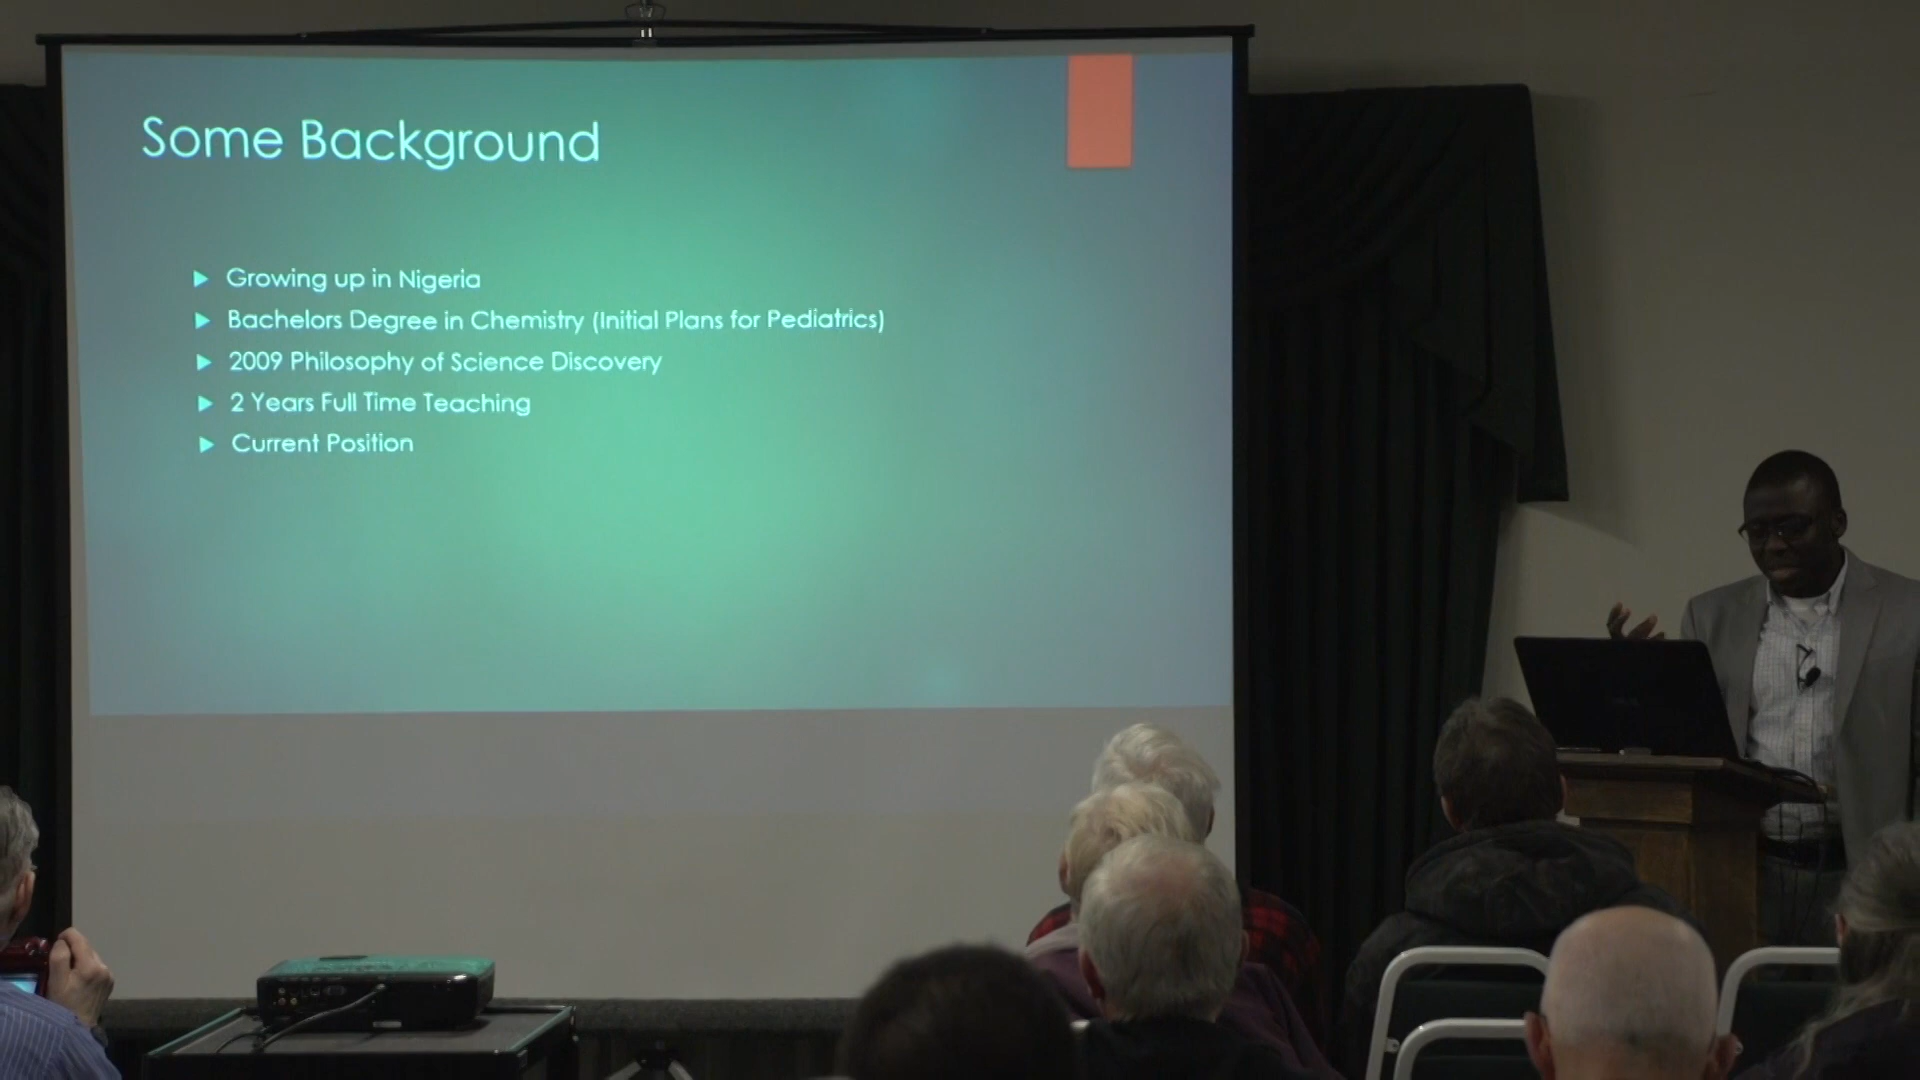 Some Background
Growing up in Nigeria
Bachelors Degree in Chemistry (Initial Plans for Pediatrics)
2009 Philosophy of Science Discovery
2 Years Full Time Teaching
Current Position